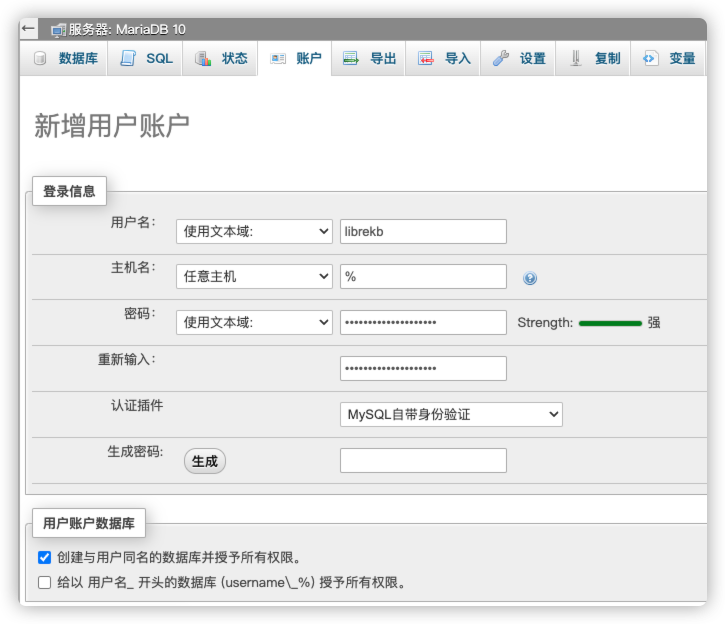 服务器: MariaDB 10
数据库 SQL 状态 账户 导出 导入 设置 复制 变量
新增用户账户
登录信息
用户名: 使用文本域: librekb
主机名: 任意主机 %
密码: 使用文本域: •••••••••••••••••••• Strength: 强
重新输入: ••••••••••••••••••••
认证插件 MySQL自带身份验证
生成密码: 生成
用户账户数据库
创建与用户同名的数据库并授予所有权限。
给以 用户名_ 开头的数据库 (username\_%) 授予所有权限。